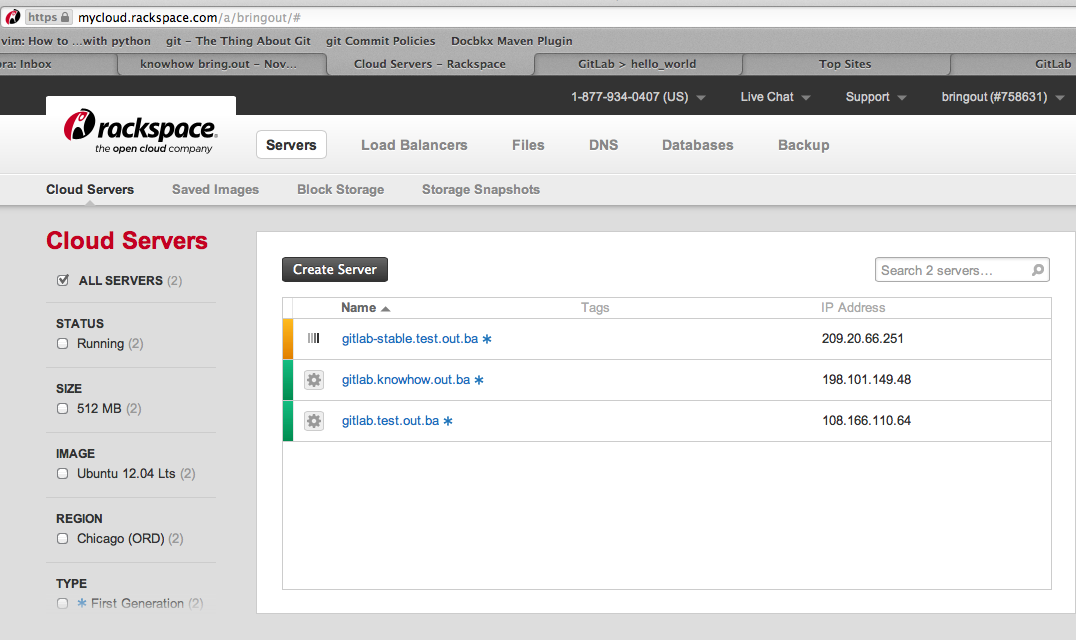 https mycloud.rackspace.com/a/bringout/#
vim: How to ...with python git – The Thing About Git git Commit Policies Docbkx Maven Plugin
ora: Inbox knowhow bring.out – Nov... Cloud Servers – Rackspace GitLab > hello_world Top Sites GitLab
1-877-934-0407 (US) Live Chat Support bringout (#758631)
rackspace.
the open cloud company
Servers Load Balancers Files DNS Databases Backup
Cloud Servers Saved Images Block Storage Storage Snapshots
Cloud Servers
ALL SERVERS (2)
STATUS
Running (2)
SIZE
512 MB (2)
IMAGE
Ubuntu 12.04 Lts (2)
REGION
Chicago (ORD) (2)
TYPE
* First Generation (2)
Create Server Search 2 servers...
Name Tags IP Address
gitlab-stable.test.out.ba * 209.20.66.251
gitlab.knowhow.out.ba * 198.101.149.48
gitlab.test.out.ba * 108.166.110.64